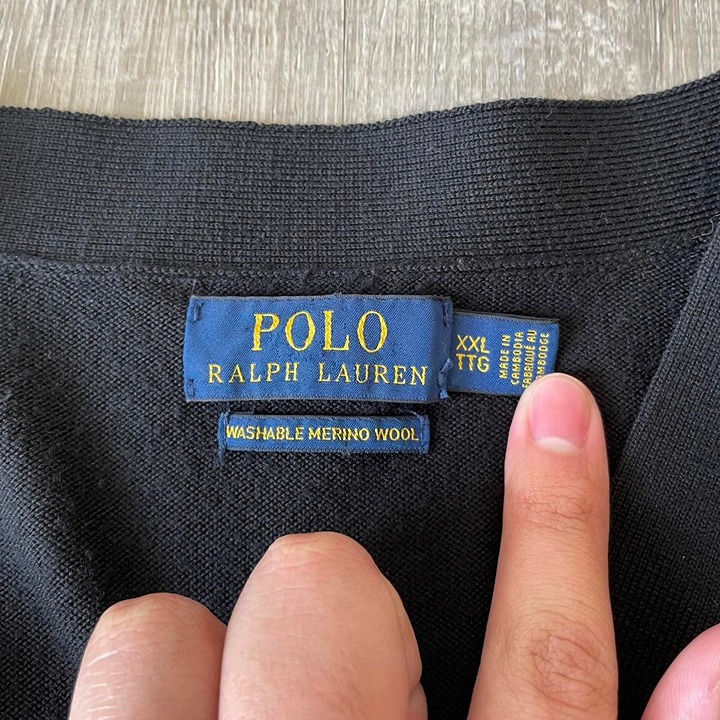 POLO
RALPH LAUREN
XXL
TTG
MADE IN
CAMBODIA
FABRIQUÉ AU
CAMBODGE
WASHABLE MERINO WOOL